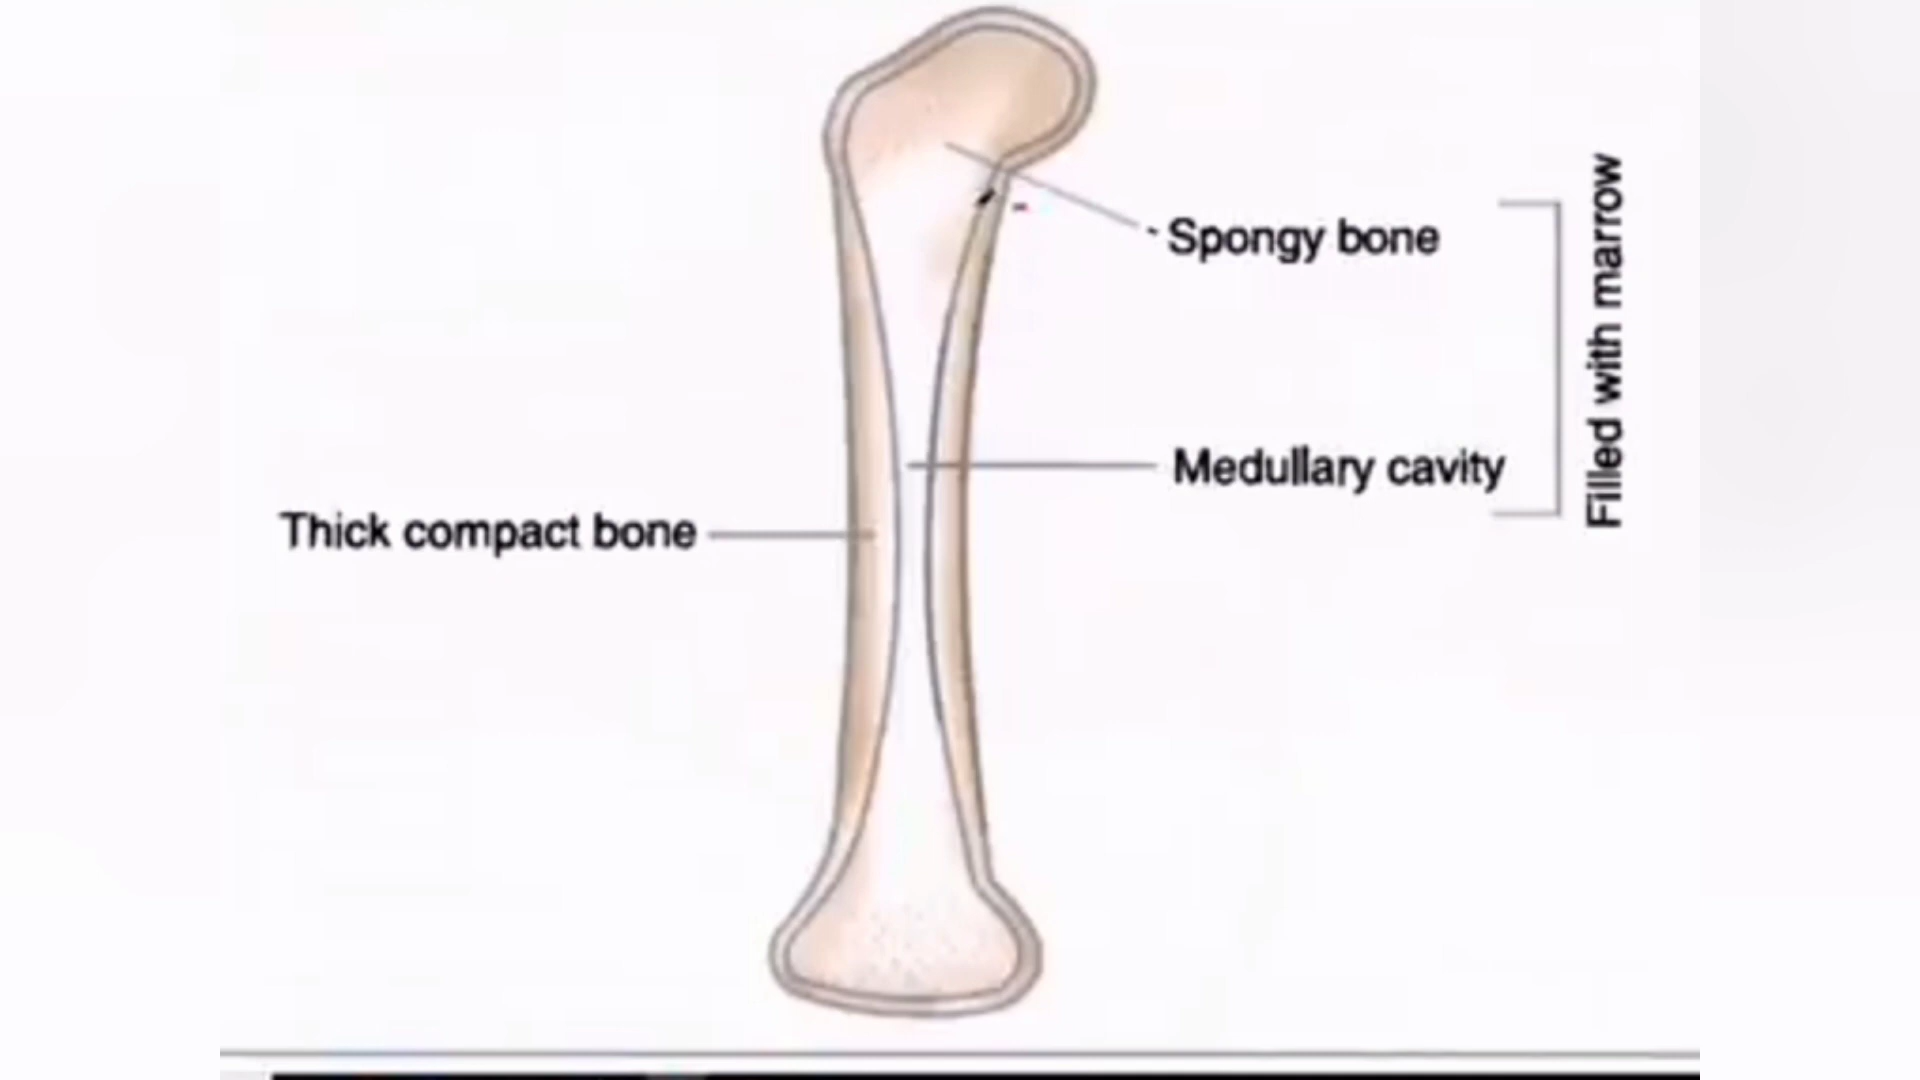 Spongy bone
Filled with marrow
Medullary cavity
Thick compact bone